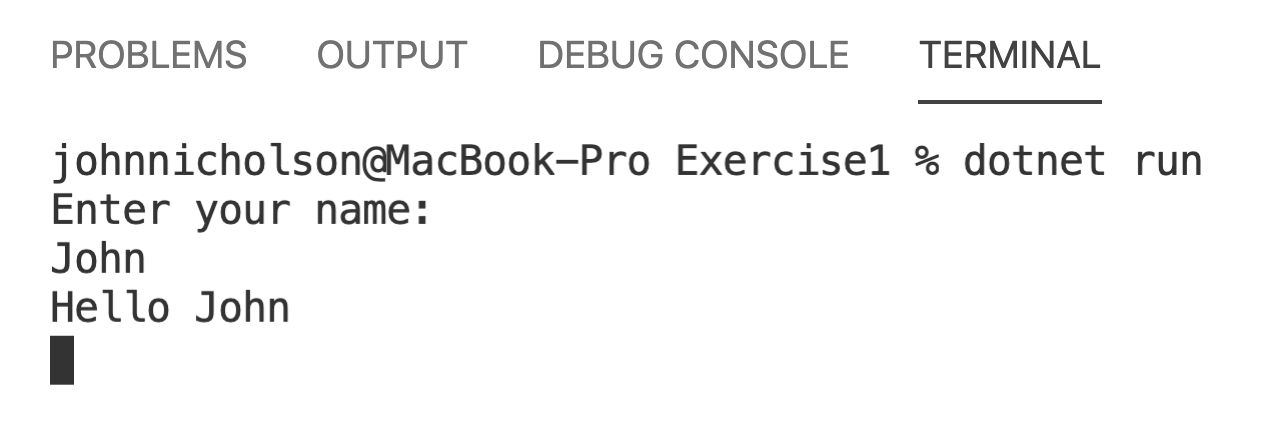 PROBLEMS OUTPUT DEBUG CONSOLE TERMINAL
johnnicholson@MacBook-Pro Exercise1 % dotnet run
Enter your name:
John
Hello John